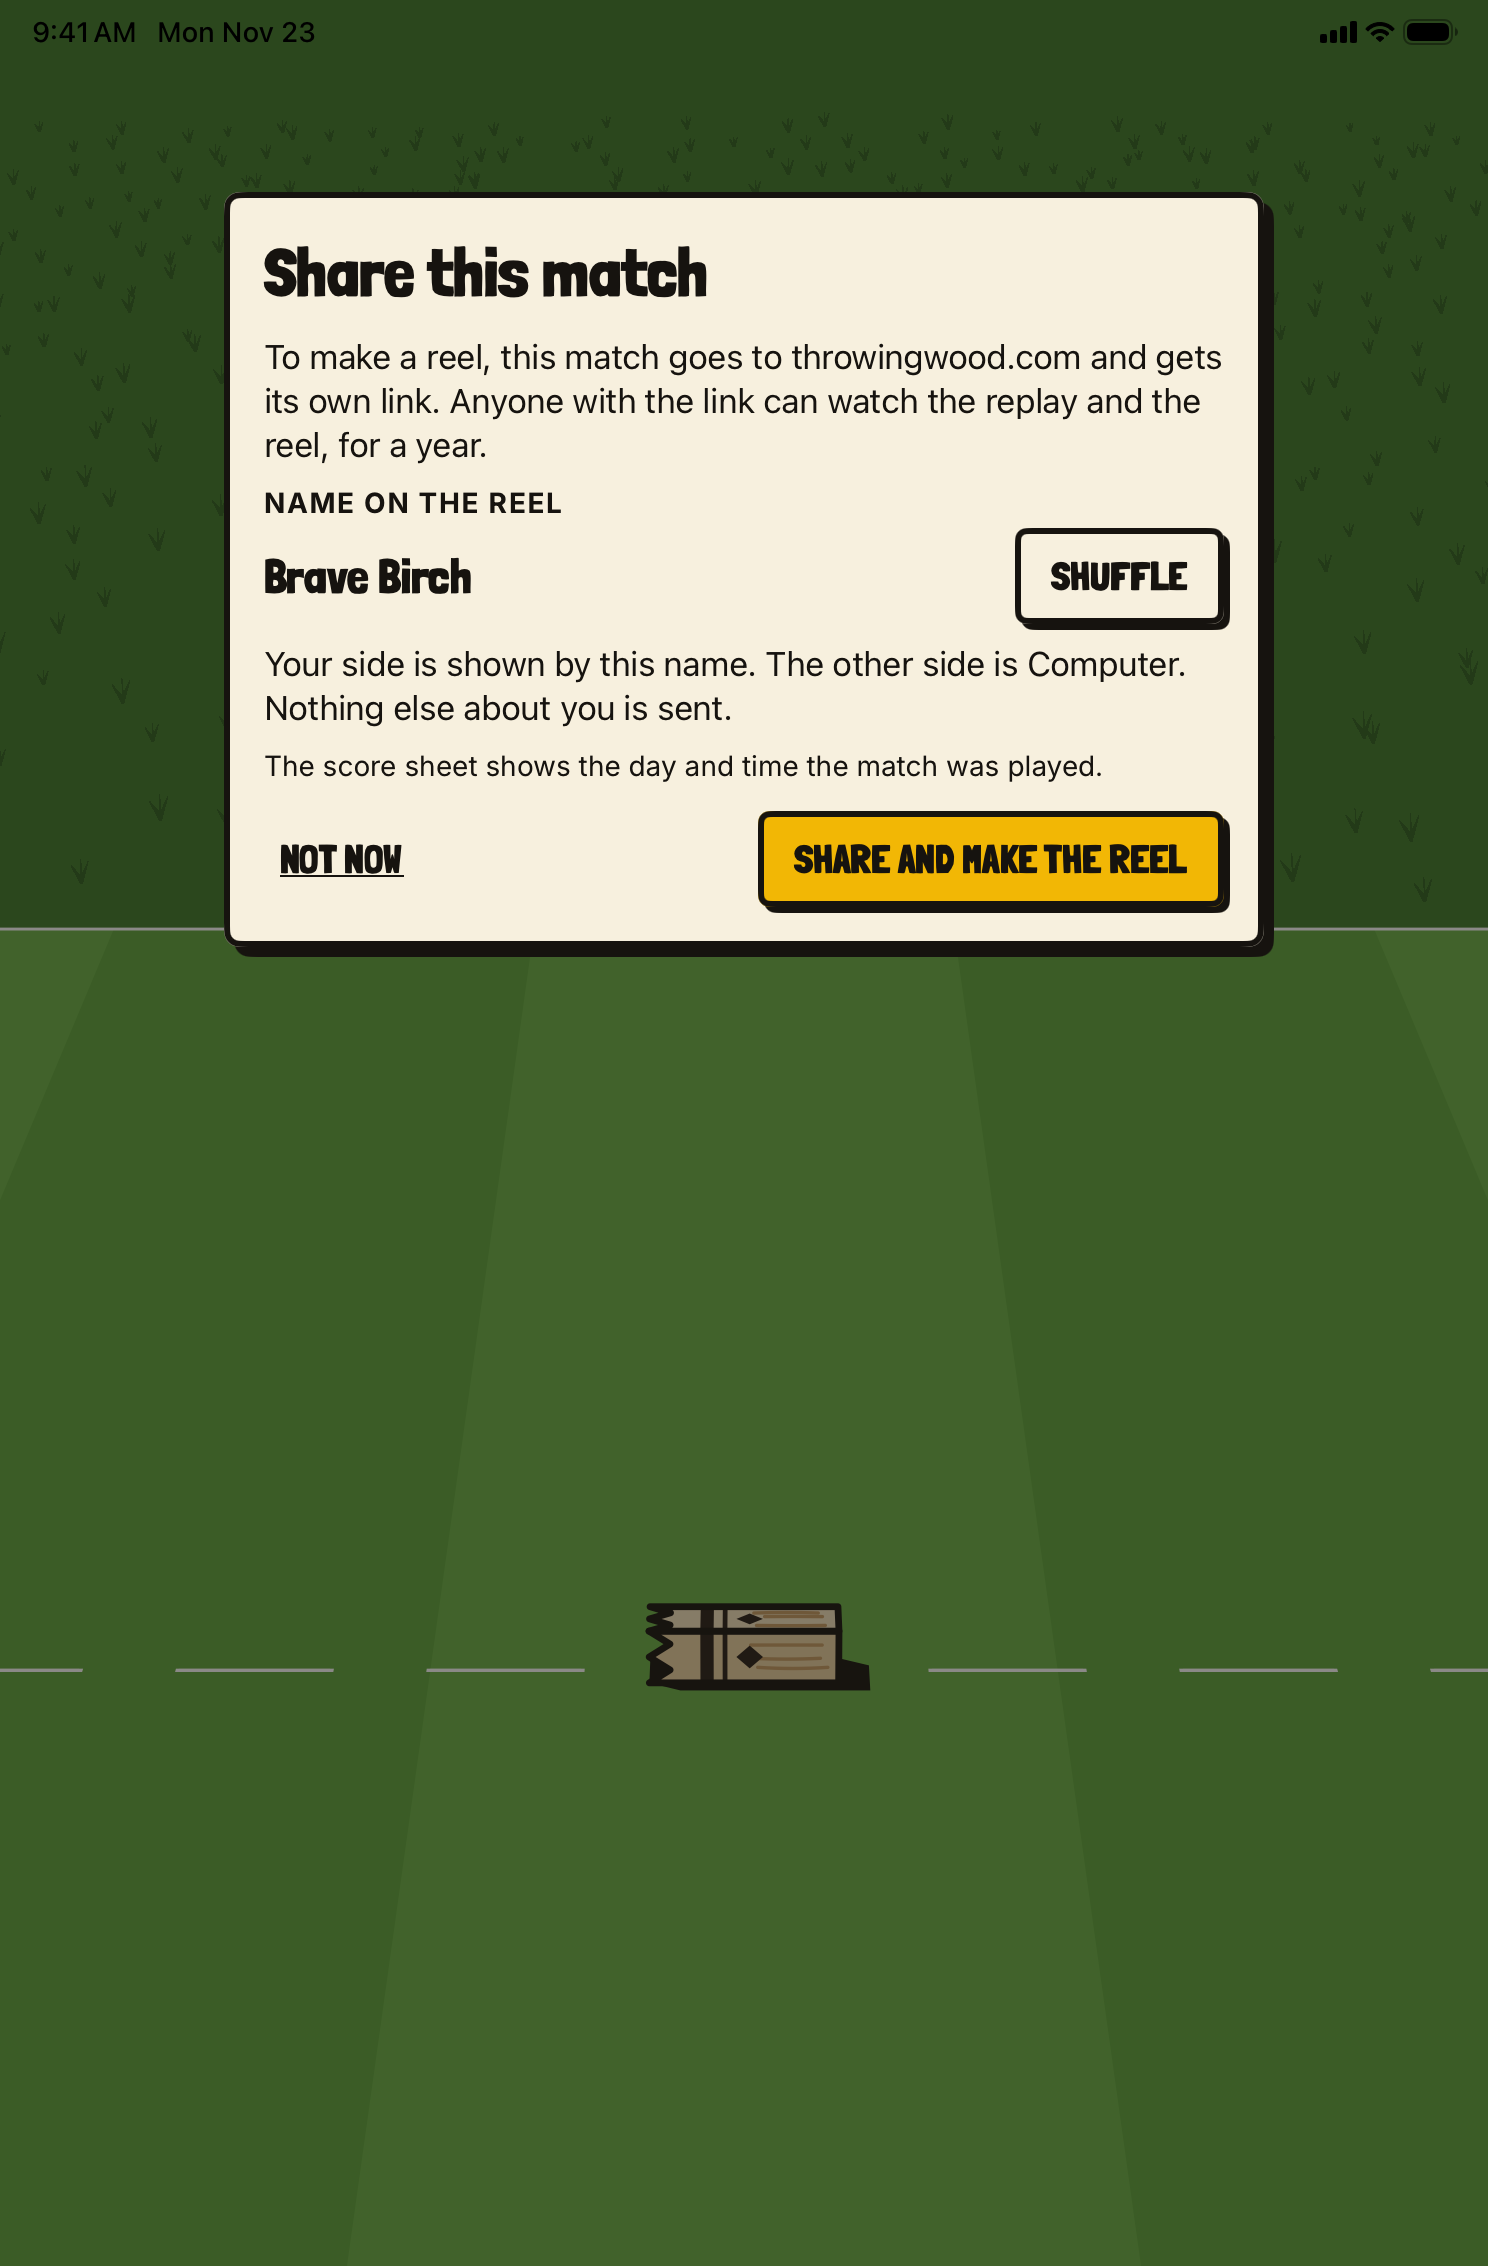 9:41 AM Mon Nov 23
Share this match
To make a reel, this match goes to throwingwood.com and gets
its own link. Anyone with the link can watch the replay and the
reel, for a year.
NAME ON THE REEL
Brave Birch
SHUFFLE
Your side is shown by this name. The other side is Computer.
Nothing else about you is sent.
The score sheet shows the day and time the match was played.
NOT NOW
SHARE AND MAKE THE REEL